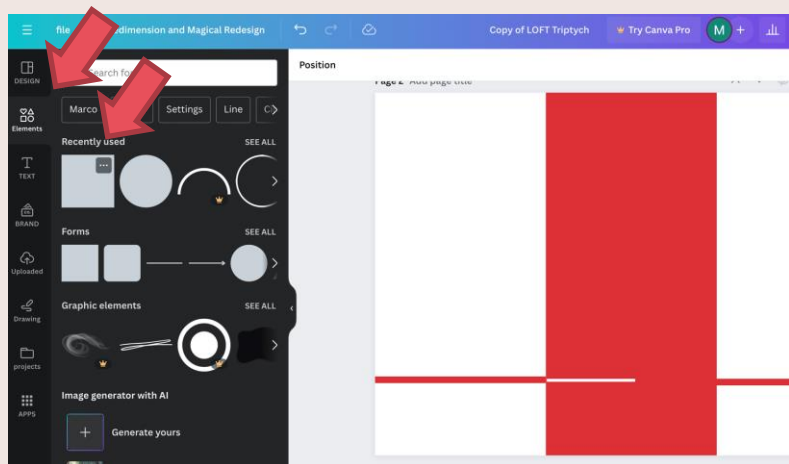 file
dimension and Magical Redesign
Copy of LOFT Triptych
Try Canva Pro
M
+
DESIGN
Elements
TEXT
BRAND
Uploaded
Drawing
projects
APPS
Search for
Marco
Settings
Line
Recently used
SEE ALL
Forms
SEE ALL
Graphic elements
SEE ALL
Image generator with AI
+
Generate yours
Position
Page 2 Add page title